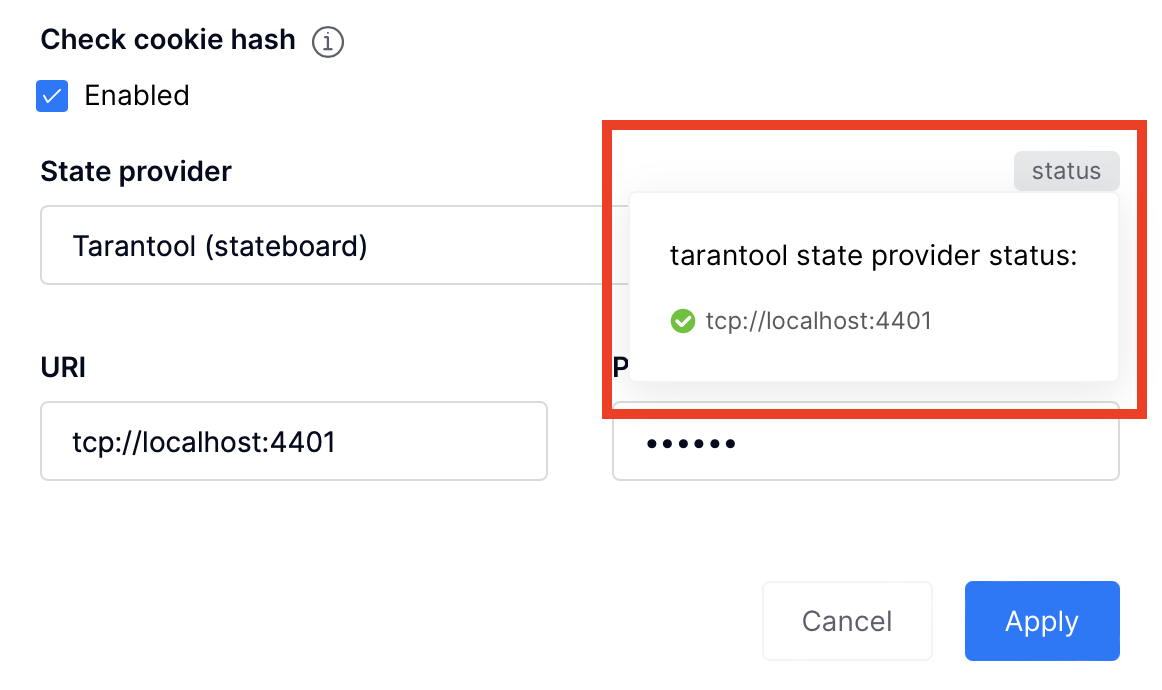 Check cookie hash
Enabled
State provider
status
Tarantool (stateboard)
tarantool state provider status:
tcp://localhost:4401
URI
P
tcp://localhost:4401
••••••
Cancel
Apply